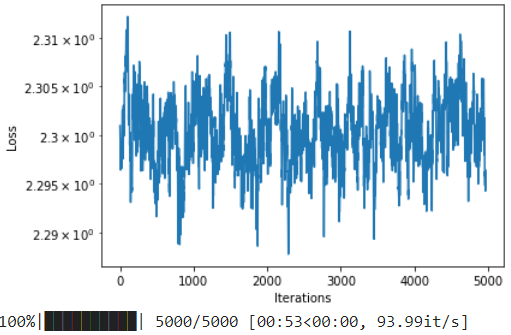 2.31 × 10⁰
2.305 × 10⁰
2.3 × 10⁰
2.295 × 10⁰
2.29 × 10⁰
Loss
0 1000 2000 3000 4000 5000
Iterations
100%|██████████| 5000/5000 [00:53<00:00, 93.99it/s]